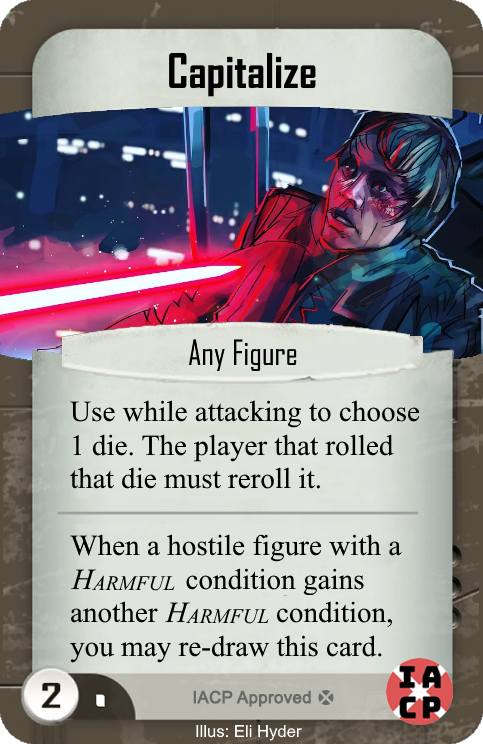 Capitalize
Any Figure
Use while attacking to choose
1 die. The player that rolled
that die must reroll it.
When a hostile figure with a
HARMFUL condition gains
another HARMFUL condition,
you may re-draw this card.
2
IACP Approved
IA
CP
Illus: Eli Hyder